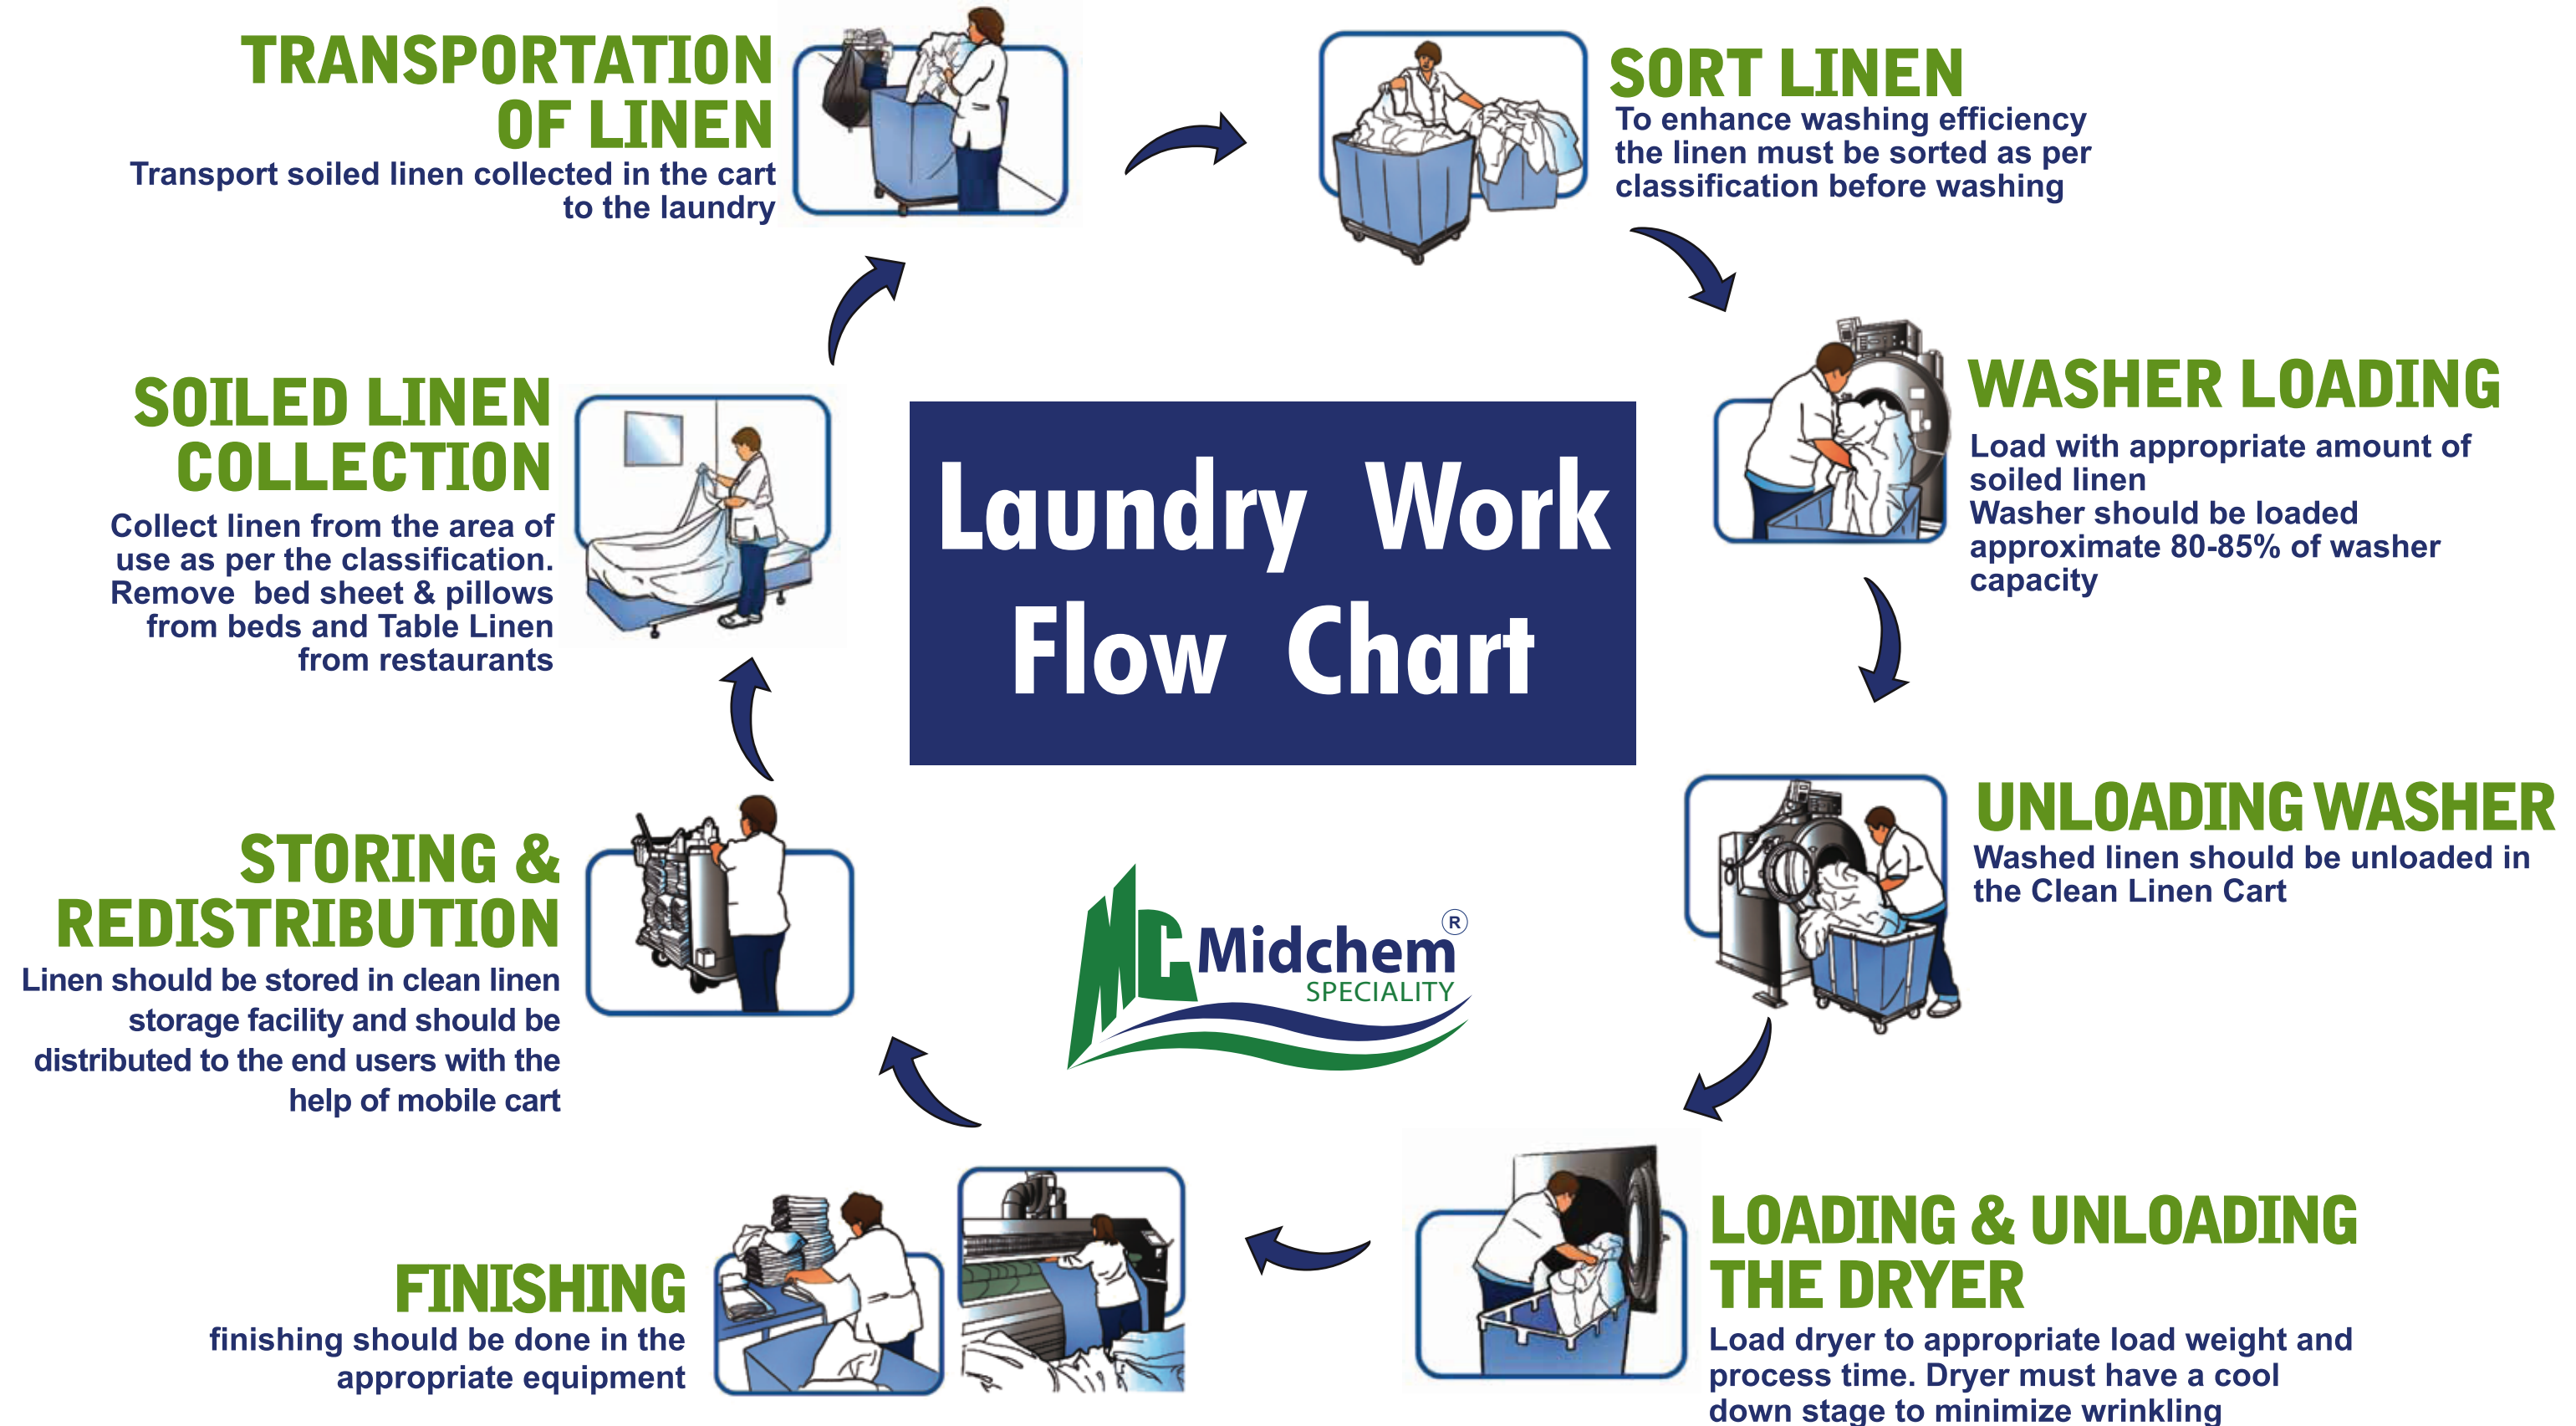 TRANSPORTATION
OF LINEN
Transport soiled linen collected in the cart
to the laundry
SORT LINEN
To enhance washing efficiency
the linen must be sorted as per
classification before washing
WASHER LOADING
Load with appropriate amount of
soiled linen
Washer should be loaded
approximate 80-85% of washer
capacity
SOILED LINEN
COLLECTION
Collect linen from the area of
use as per the classification.
Remove bed sheet & pillows
from beds and Table Linen
from restaurants
Laundry Work
Flow Chart
UNLOADING WASHER
Washed linen should be unloaded in
the Clean Linen Cart
STORING &
REDISTRIBUTION
Linen should be stored in clean linen
storage facility and should be
distributed to the end users with the
help of mobile cart
MC Midchem®
SPECIALITY
LOADING & UNLOADING
THE DRYER
Load dryer to appropriate load weight and
process time. Dryer must have a cool
down stage to minimize wrinkling
FINISHING
finishing should be done in the
appropriate equipment